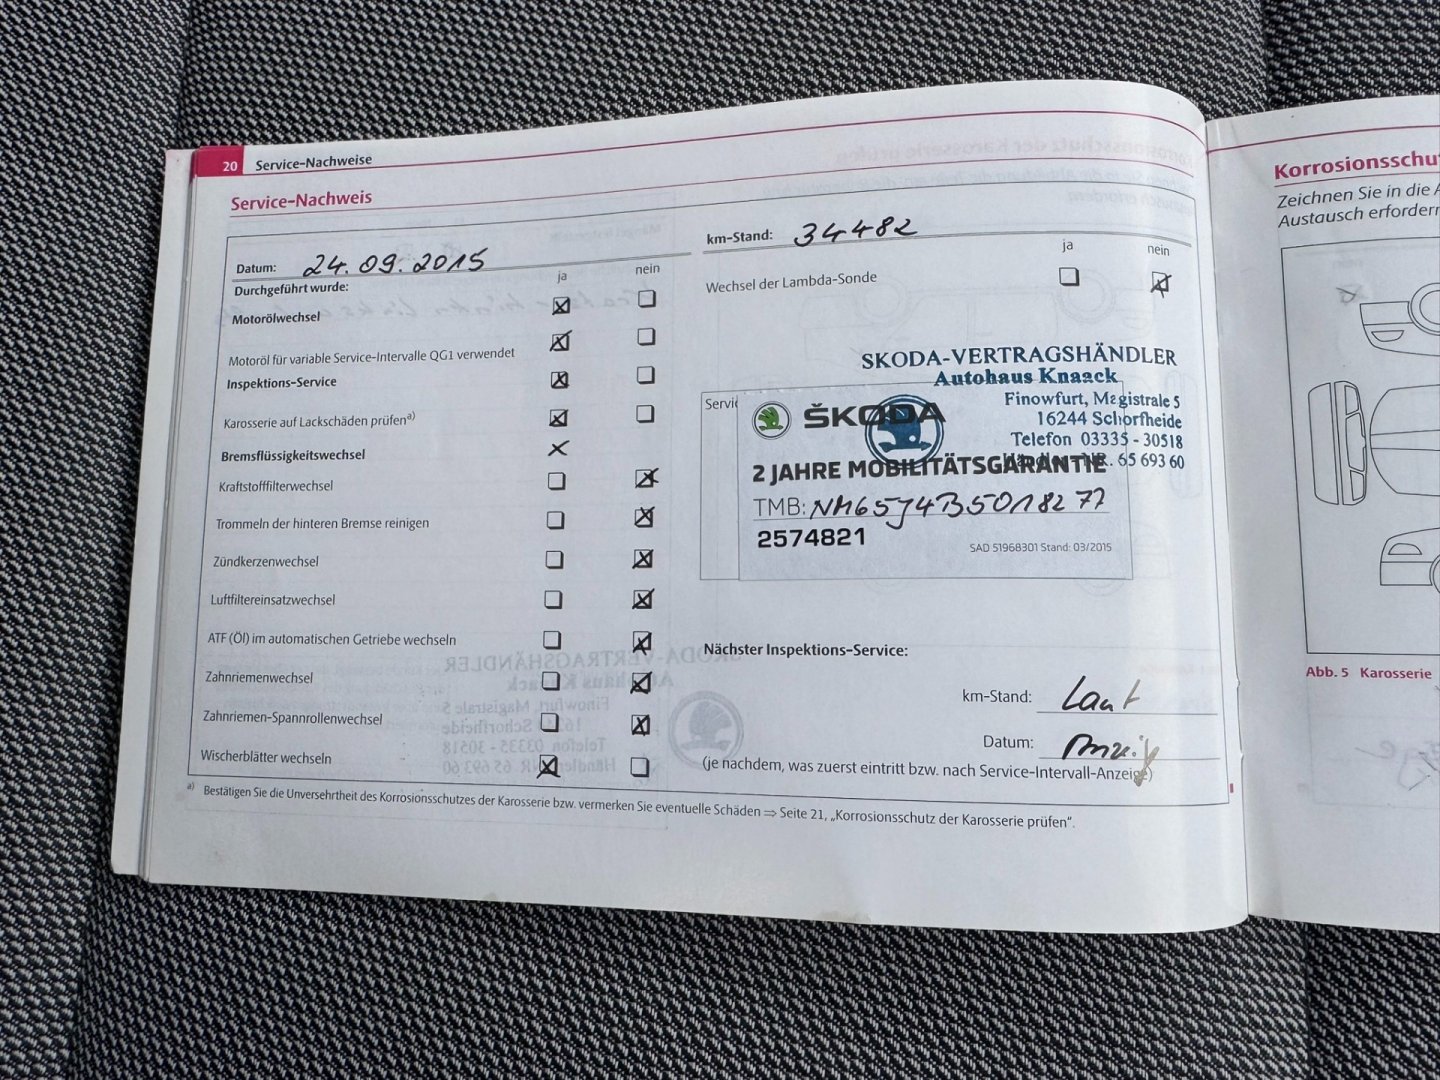 20 Service-Nachweise
Service-Nachweis
Datum: 24.09.2015
Durchgeführt wurde: ja nein
Motorölwechsel
Motoröl für variable Service-Intervalle QG1 verwendet
Inspektions-Service
Karosserie auf Lackschäden prüfen a)
Bremsflüssigkeitswechsel
Kraftstofffilterwechsel
Trommeln der hinteren Bremse reinigen
Zündkerzenwechsel
Luftfiltereinsatzwechsel
ATF (Öl) im automatischen Getriebe wechseln
Zahnriemenwechsel
Zahnriemen-Spannrollenwechsel
Wischerblätter wechseln
km-Stand: 34482
ja nein
Wechsel der Lambda-Sonde
SKODA-VERTRAGSHÄNDLER
Autohaus Knaack
Finowfurt, Magistrale 5
16244 Schorfheide
Telefon 03335 - 30518
Händler-NR. 65 693 60
Servic
ŠKODA
2 JAHRE MOBILITÄTSGARANTIE
TMB: NM65J4B5018277
2574821
SAD 51968301 Stand: 03/2015
Nächster Inspektions-Service:
km-Stand: Laut
Datum: Anzeige
(je nachdem, was zuerst eintritt bzw. nach Service-Intervall-Anzeige)
a) Bestätigen Sie die Unversehrtheit des Korrosionsschutzes der Karosserie bzw. vermerken Sie eventuelle Schäden ⇒ Seite 21, „Korrosionsschutz der Karosserie prüfen“.
Korrosionsschut
Zeichnen Sie in die A
Austausch erfordern
Abb. 5 Karosserie